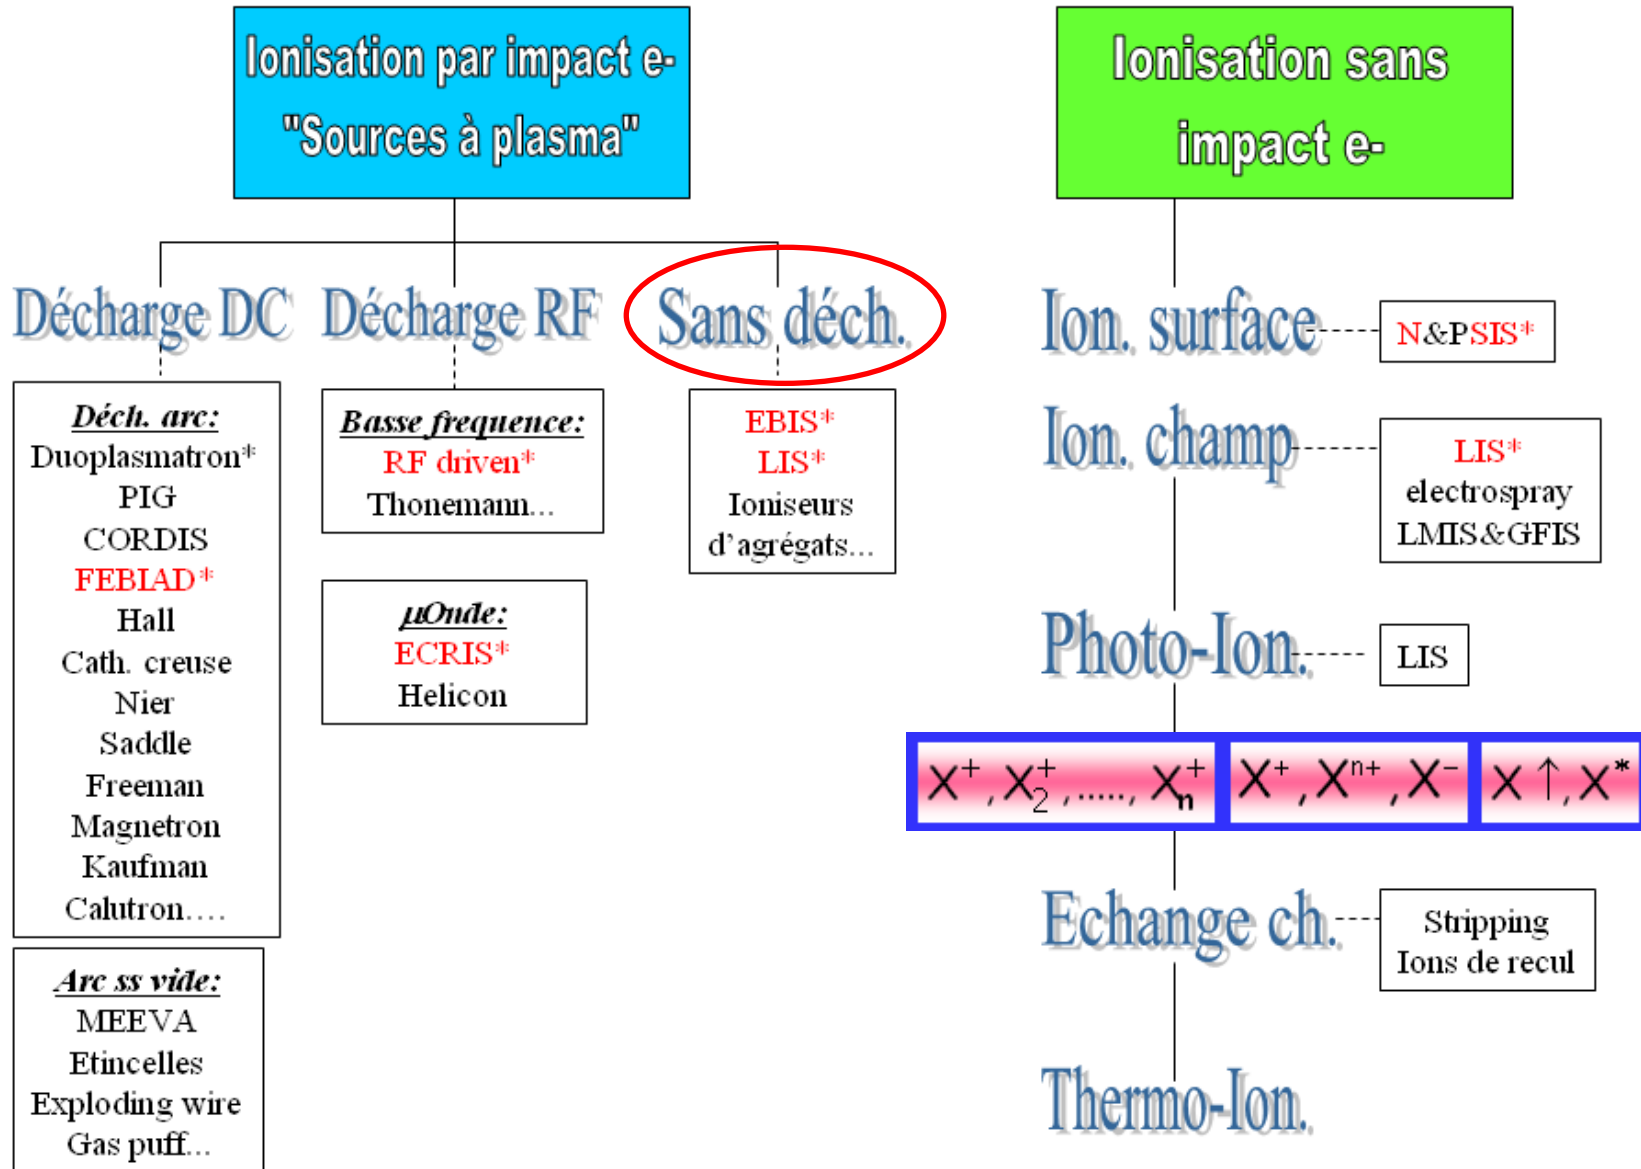 Ionisation par impact e-
"Sources à plasma"
Décharge DC
Déch. arc:
Duoplasmatron*
PIG
CORDIS
FEBIAD*
Hall
Cath. creuse
Nier
Saddle
Freeman
Magnetron
Kaufman
Calutron....
Arc ss vide:
MEEVA
Etincelles
Exploding wire
Gas puff...
Décharge RF
Basse frequence:
RF driven*
Thonemann...
µOnde:
ECRIS*
Helicon
Sans déch.
EBIS*
LIS*
Ioniseurs
d'agrégats...
Ionisation sans
impact e-
Ion. surface
N&PSIS*
Ion. champ
LIS*
electrospray
LMIS&GFIS
Photo-Ion.
LIS
X⁺, X₂⁺, ....., Xₙ⁺
X⁺, Xⁿ⁺, X⁻
X ↑, X*
Echange ch.
Stripping
Ions de recul
Thermo-Ion.